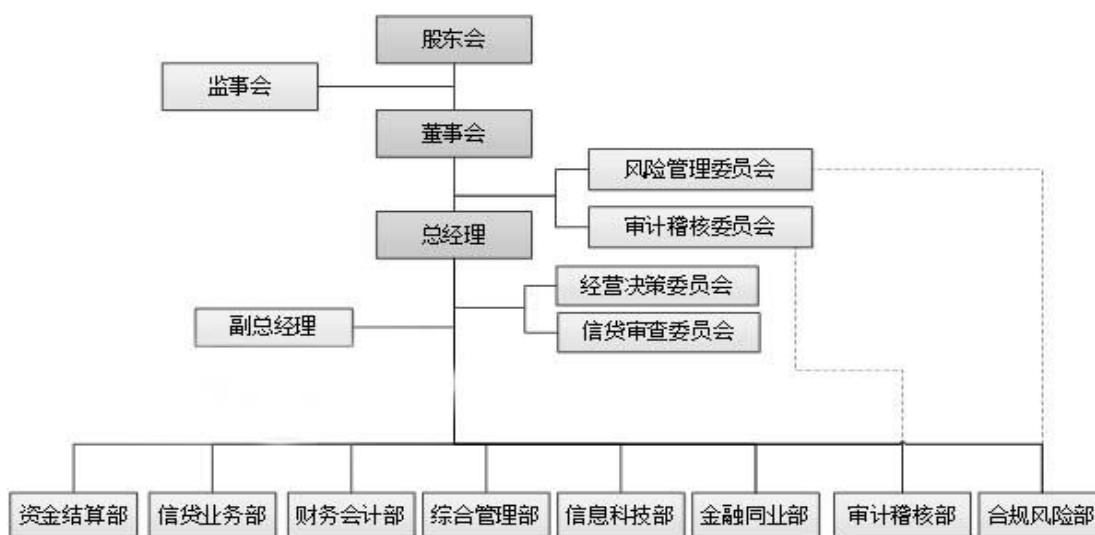 股东会
监事会
董事会
风险管理委员会
总经理
审计稽核委员会
经营决策委员会
副总经理
信贷审查委员会
资金结算部
信贷业务部
财务会计部
综合管理部
信息科技部
金融同业部
审计稽核部
合规风险部